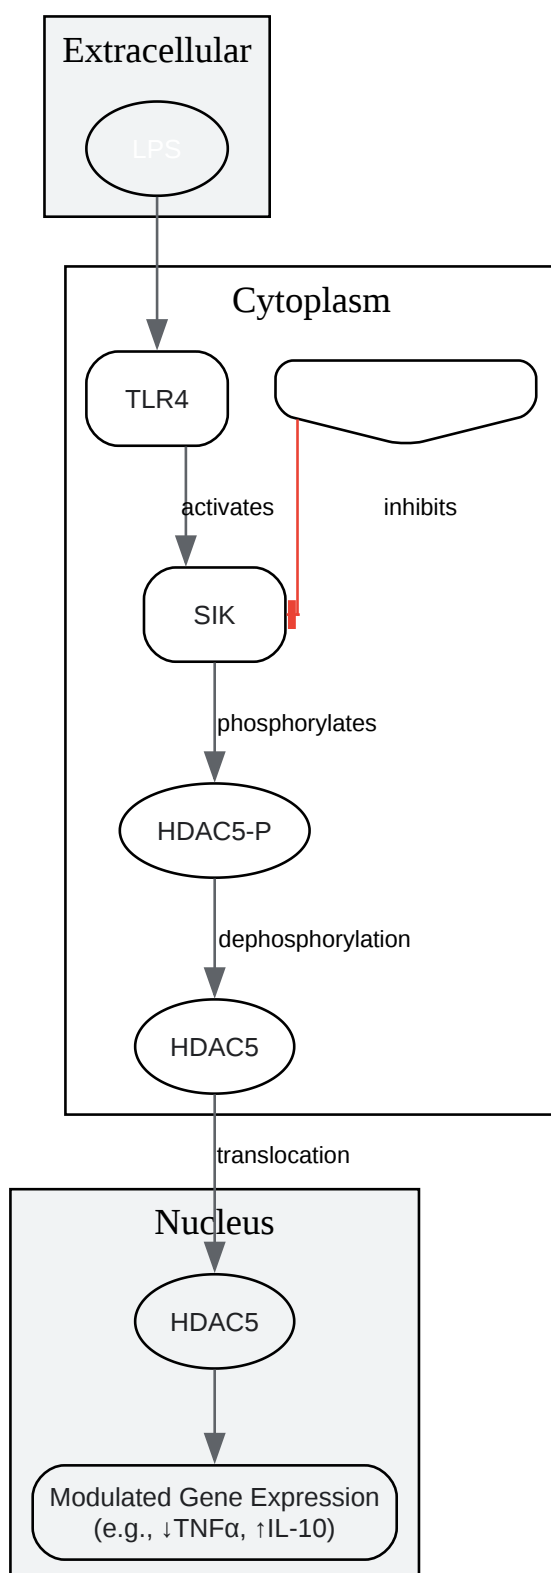 Extracellular
LPS
Cytoplasm
TLR4
activates
inhibits
SIK
phosphorylates
HDAC5-P
dephosphorylation
HDAC5
translocation
Nucleus
HDAC5
Modulated Gene Expression
(e.g., ↓TNFα, ↑IL-10)